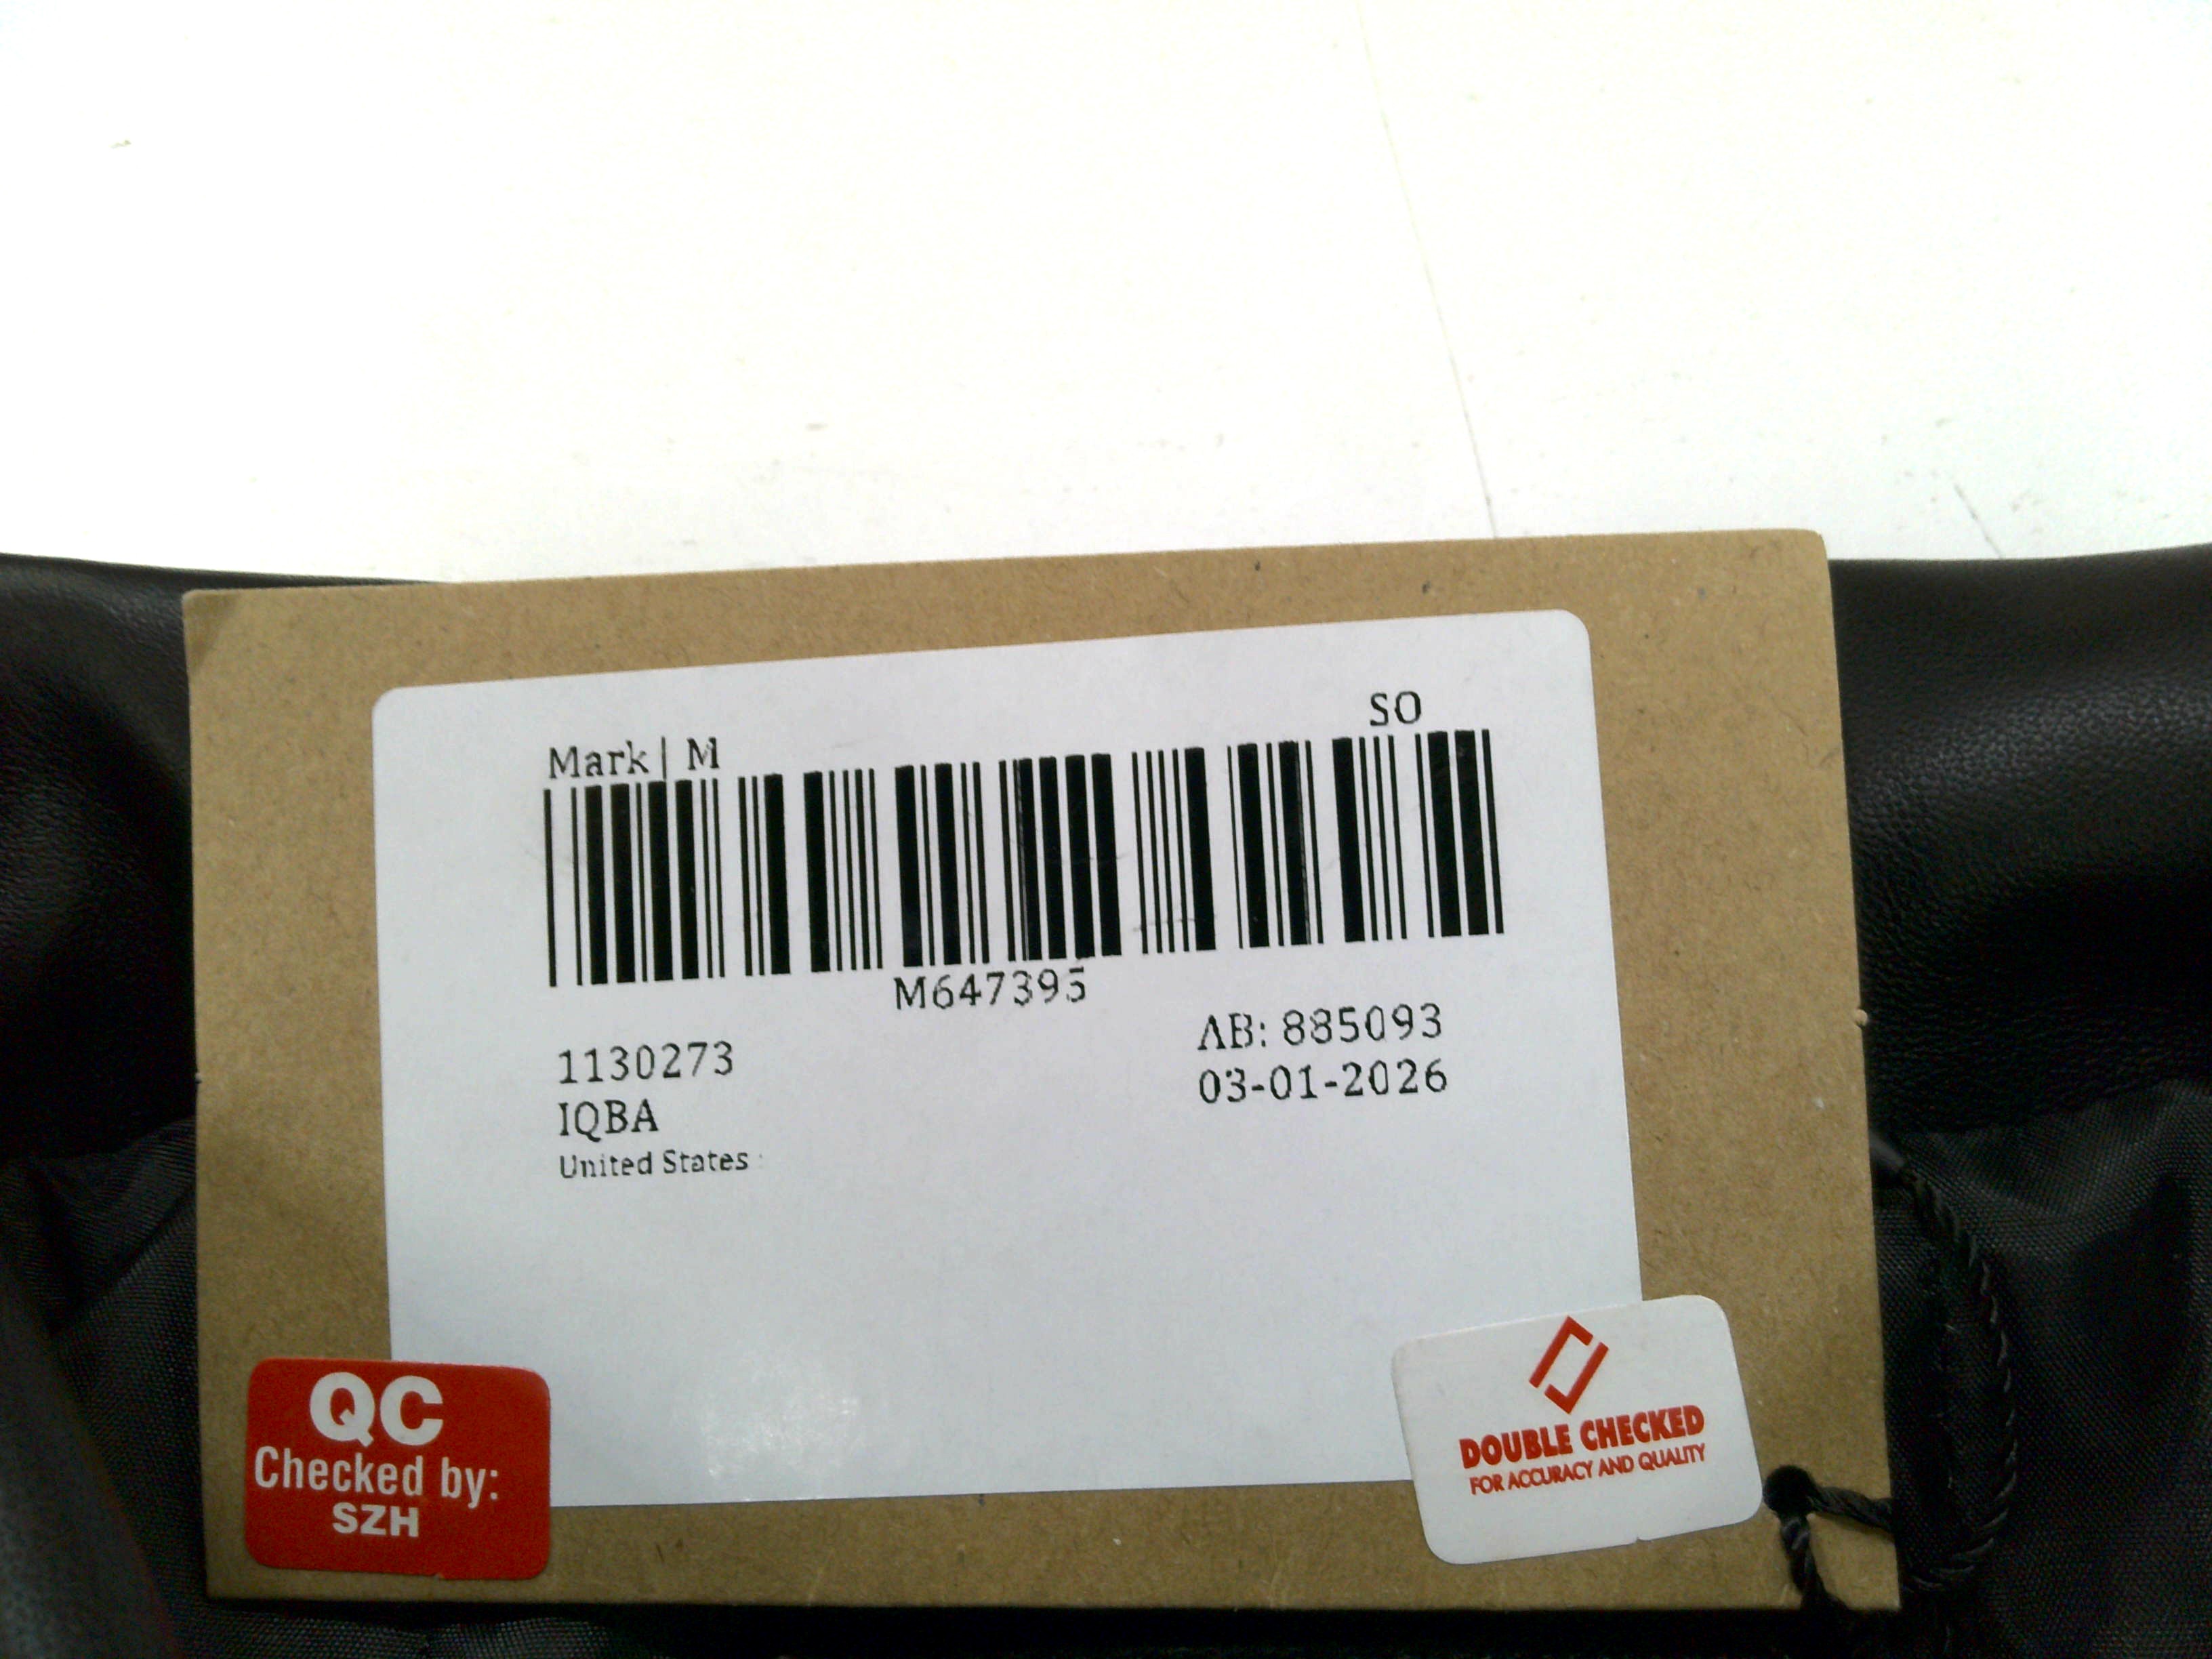 SO
Mark| M
M647395
AB: 885093
1130273
03-01-2026
IQBA
United States
QC
Checked by:
SZH
DOUBLE CHECKED
FOR ACCURACY AND QUALITY